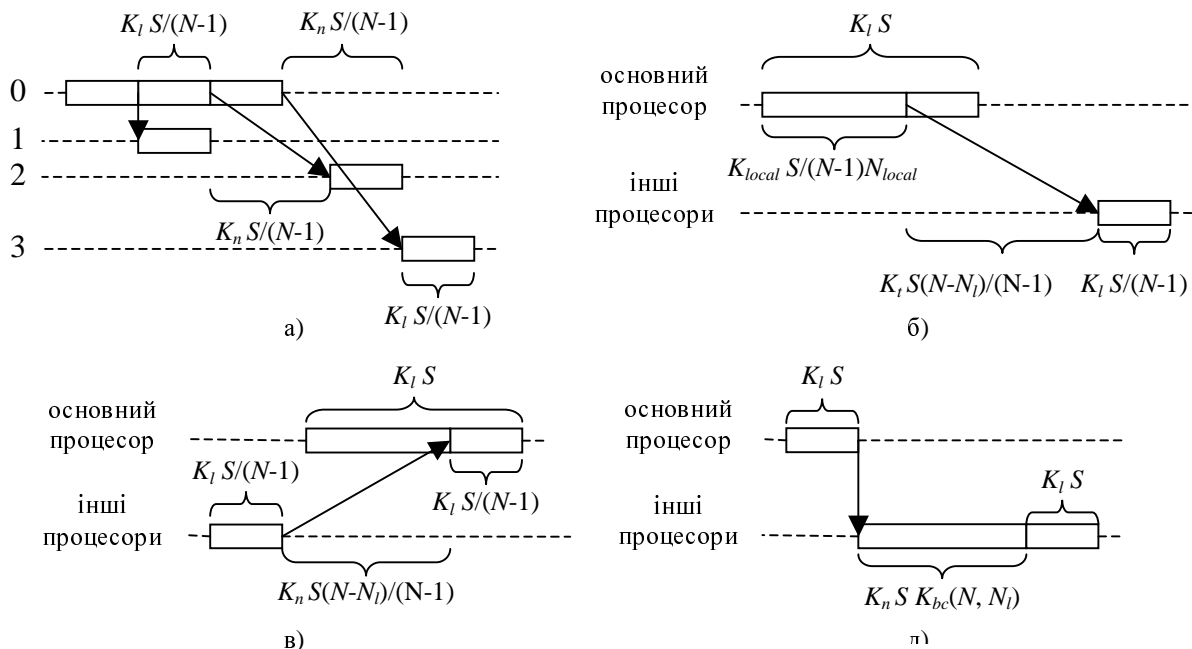 K_l S/(N-1)
K_n S/(N-1)
0
1
2
3
K_n S/(N-1)
K_l S/(N-1)
а)
K_l S
основний
процесор
K_local S/(N-1)N_local
інші
процесори
K_t S(N-N_l)/(N-1)
K_l S/(N-1)
б)
K_l S
основний
процесор
K_l S/(N-1)
K_l S/(N-1)
інші
процесори
K_n S(N-N_l)/(N-1)
в)
K_l S
основний
процесор
K_l S
інші
процесори
K_n S K_bc(N, N_l)
д)